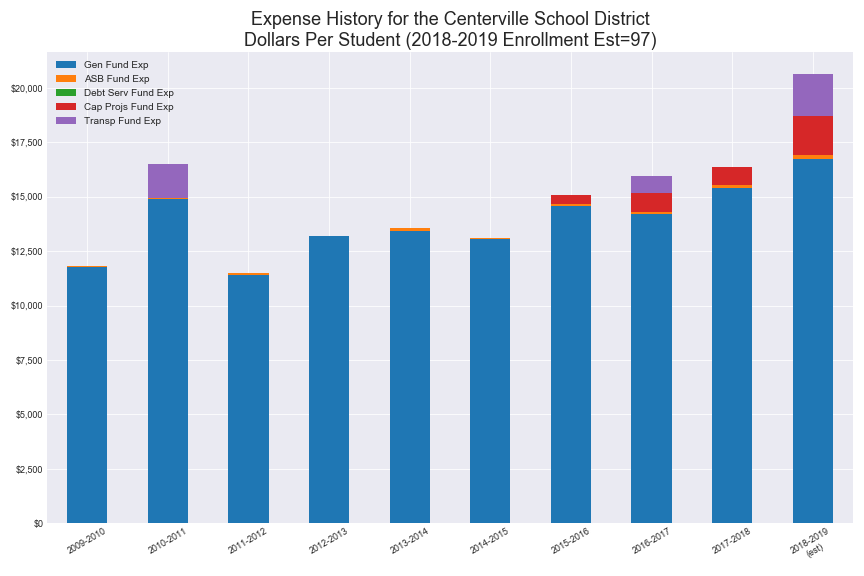 Expense History for the Centerville School District
Dollars Per Student (2018-2019 Enrollment Est=97)
Gen Fund Exp
ASB Fund Exp
Debt Serv Fund Exp
Cap Projs Fund Exp
Transp Fund Exp
$20,000
$17,500
$15,000
$12,500
$10,000
$7,500
$5,000
$2,500
$0
2009-2010
2010-2011
2011-2012
2012-2013
2013-2014
2014-2015
2015-2016
2016-2017
2017-2018
2018-2019
(est)